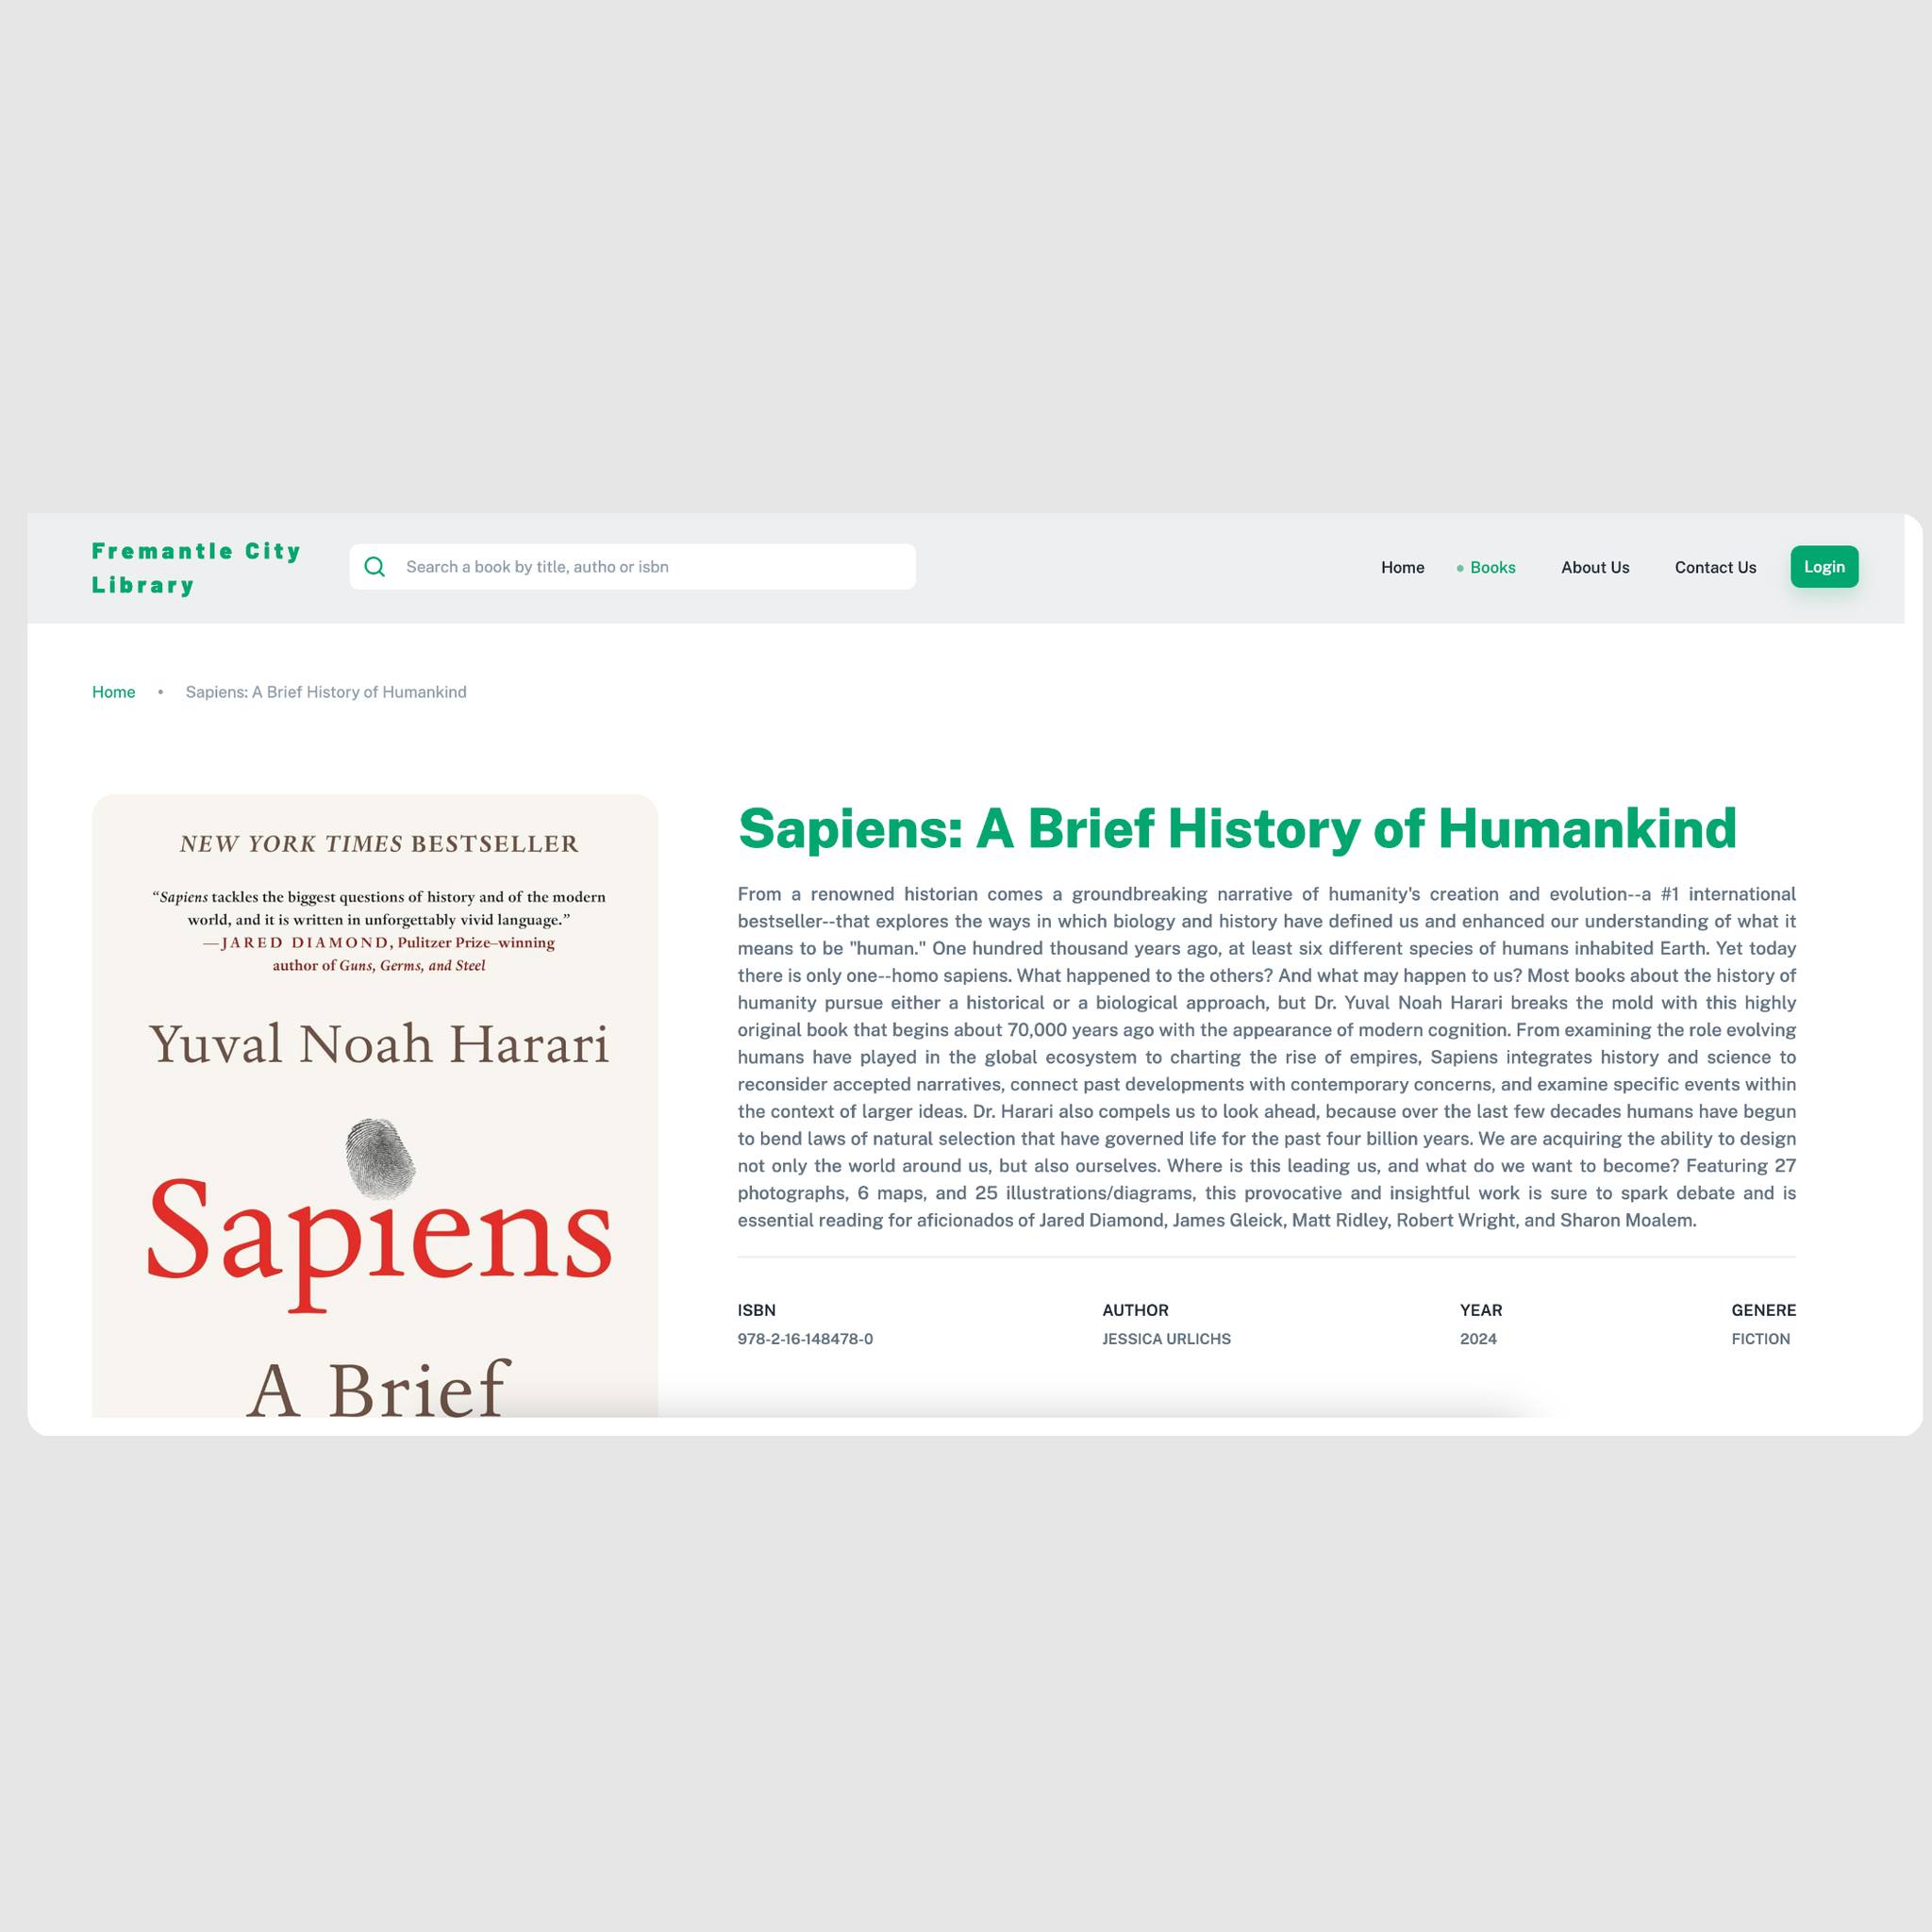 Fremantle City
Library
Search a book by title, autho or isbn
Home
Books
About Us
Contact Us
Login
Home • Sapiens: A Brief History of Humankind
NEW YORK TIMES BESTSELLER
“Sapiens tackles the biggest questions of history and of the modern
world, and it is written in unforgettably vivid language.”
—JARED DIAMOND, Pulitzer Prize–winning
author of Guns, Germs, and Steel
Yuval Noah Harari
Sapiens
A Brief
Sapiens: A Brief History of Humankind
From a renowned historian comes a groundbreaking narrative of humanity's creation and evolution--a #1 international
bestseller--that explores the ways in which biology and history have defined us and enhanced our understanding of what it
means to be "human." One hundred thousand years ago, at least six different species of humans inhabited Earth. Yet today
there is only one--homo sapiens. What happened to the others? And what may happen to us? Most books about the history of
humanity pursue either a historical or a biological approach, but Dr. Yuval Noah Harari breaks the mold with this highly
original book that begins about 70,000 years ago with the appearance of modern cognition. From examining the role evolving
humans have played in the global ecosystem to charting the rise of empires, Sapiens integrates history and science to
reconsider accepted narratives, connect past developments with contemporary concerns, and examine specific events within
the context of larger ideas. Dr. Harari also compels us to look ahead, because over the last few decades humans have begun
to bend laws of natural selection that have governed life for the past four billion years. We are acquiring the ability to design
not only the world around us, but also ourselves. Where is this leading us, and what do we want to become? Featuring 27
photographs, 6 maps, and 25 illustrations/diagrams, this provocative and insightful work is sure to spark debate and is
essential reading for aficionados of Jared Diamond, James Gleick, Matt Ridley, Robert Wright, and Sharon Moalem.
ISBN
978-2-16-148478-0
AUTHOR
JESSICA URLICHS
YEAR
2024
GENERE
FICTION